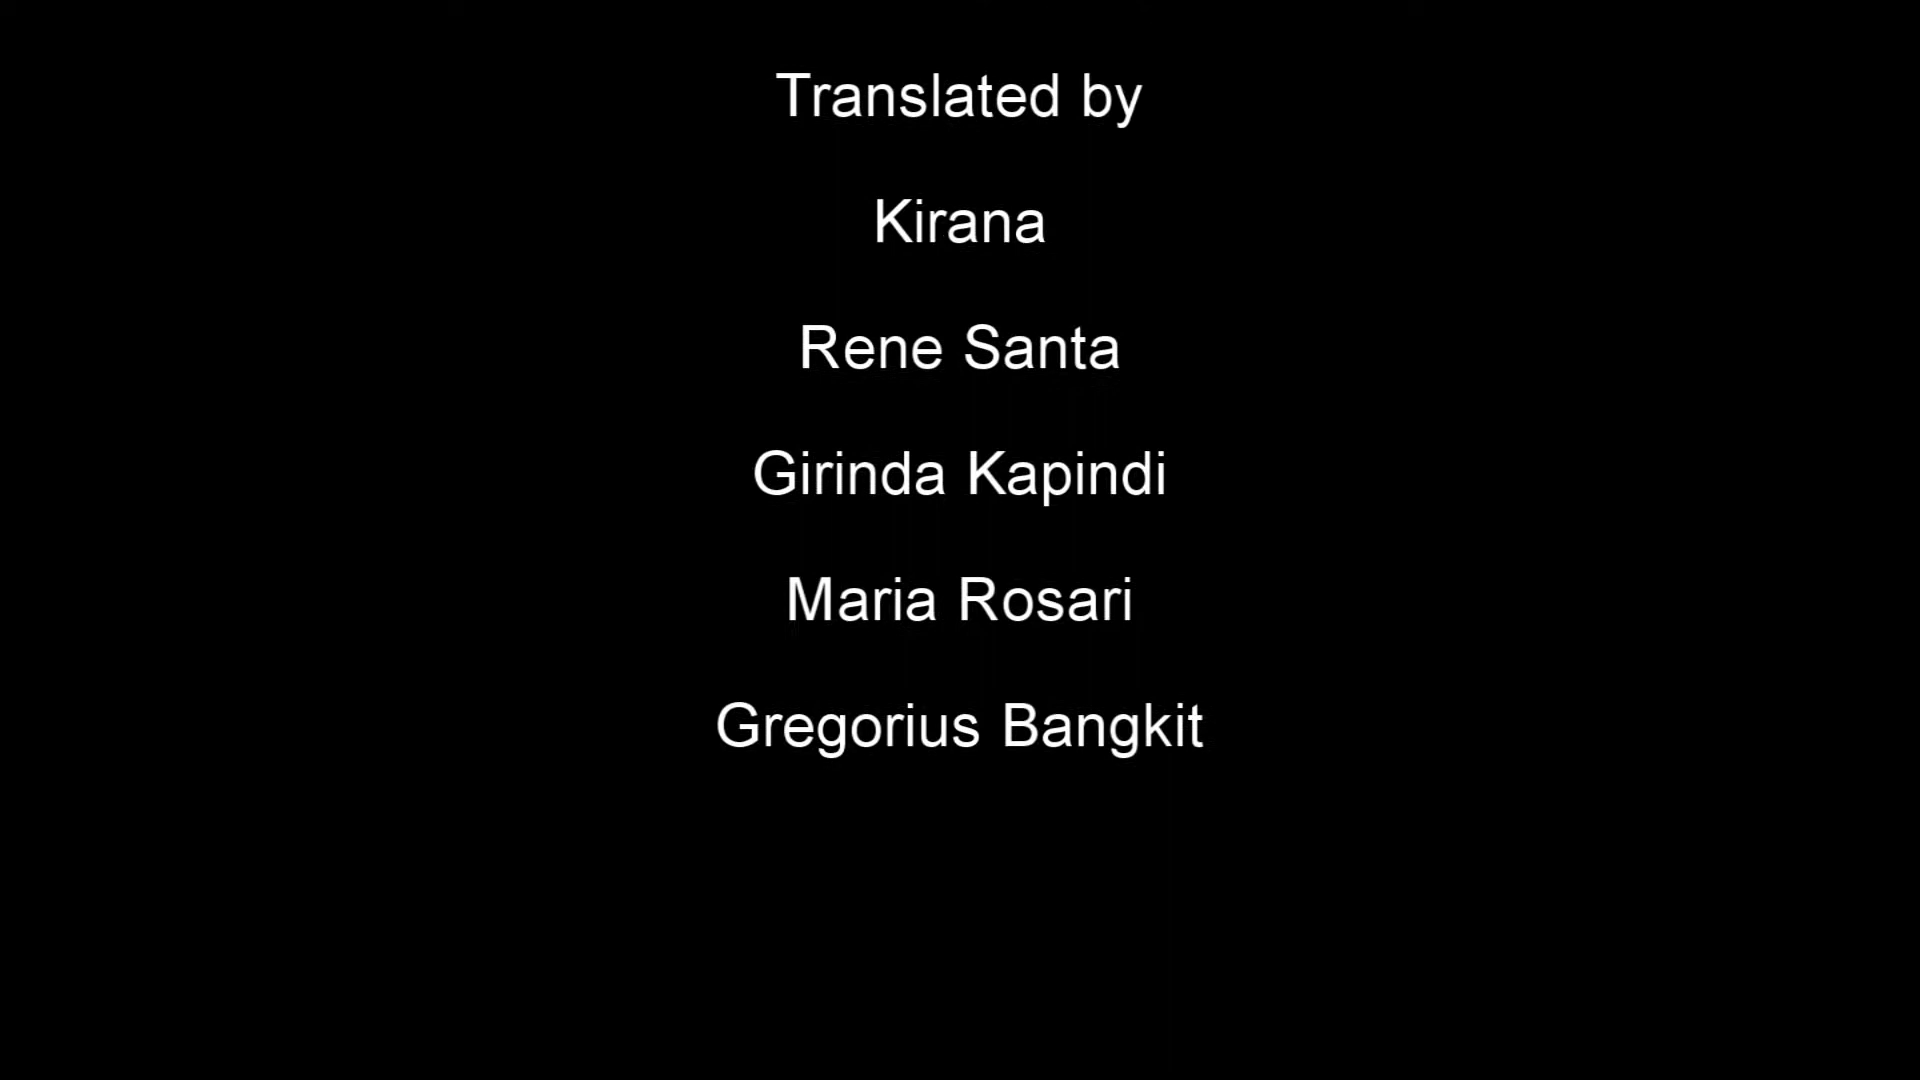 Translated by
Kirana
Rene Santa
Girinda Kapindi
Maria Rosari
Gregorius Bangkit